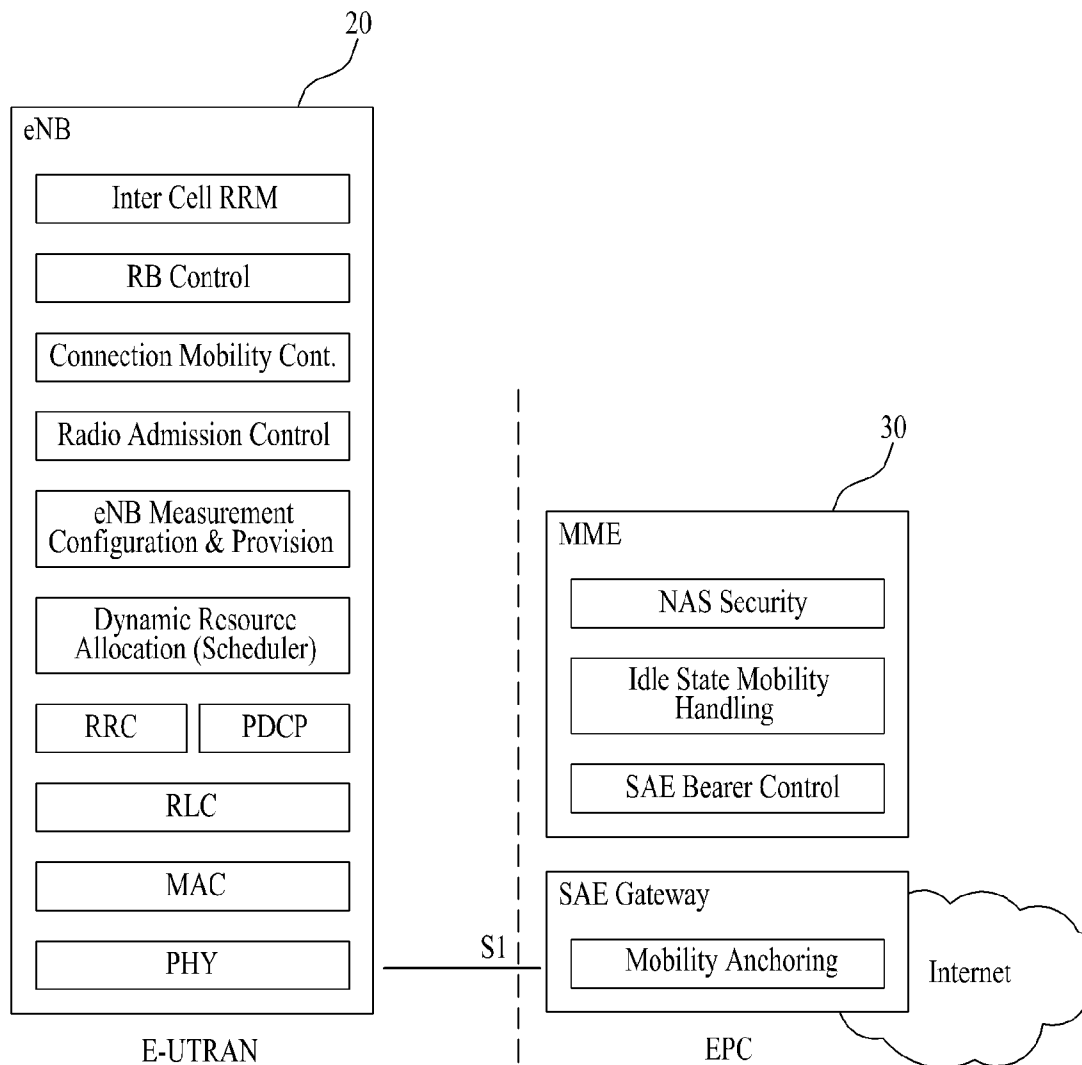 20
eNB
Inter Cell RRM
RB Control
Connection Mobility Cont.
Radio Admission Control
eNB Measurement
Configuration & Provision
Dynamic Resource
Allocation (Scheduler)
RRC
PDCP
RLC
MAC
PHY
E-UTRAN
S1
30
MME
NAS Security
Idle State Mobility
Handling
SAE Bearer Control
SAE Gateway
Mobility Anchoring
Internet
EPC